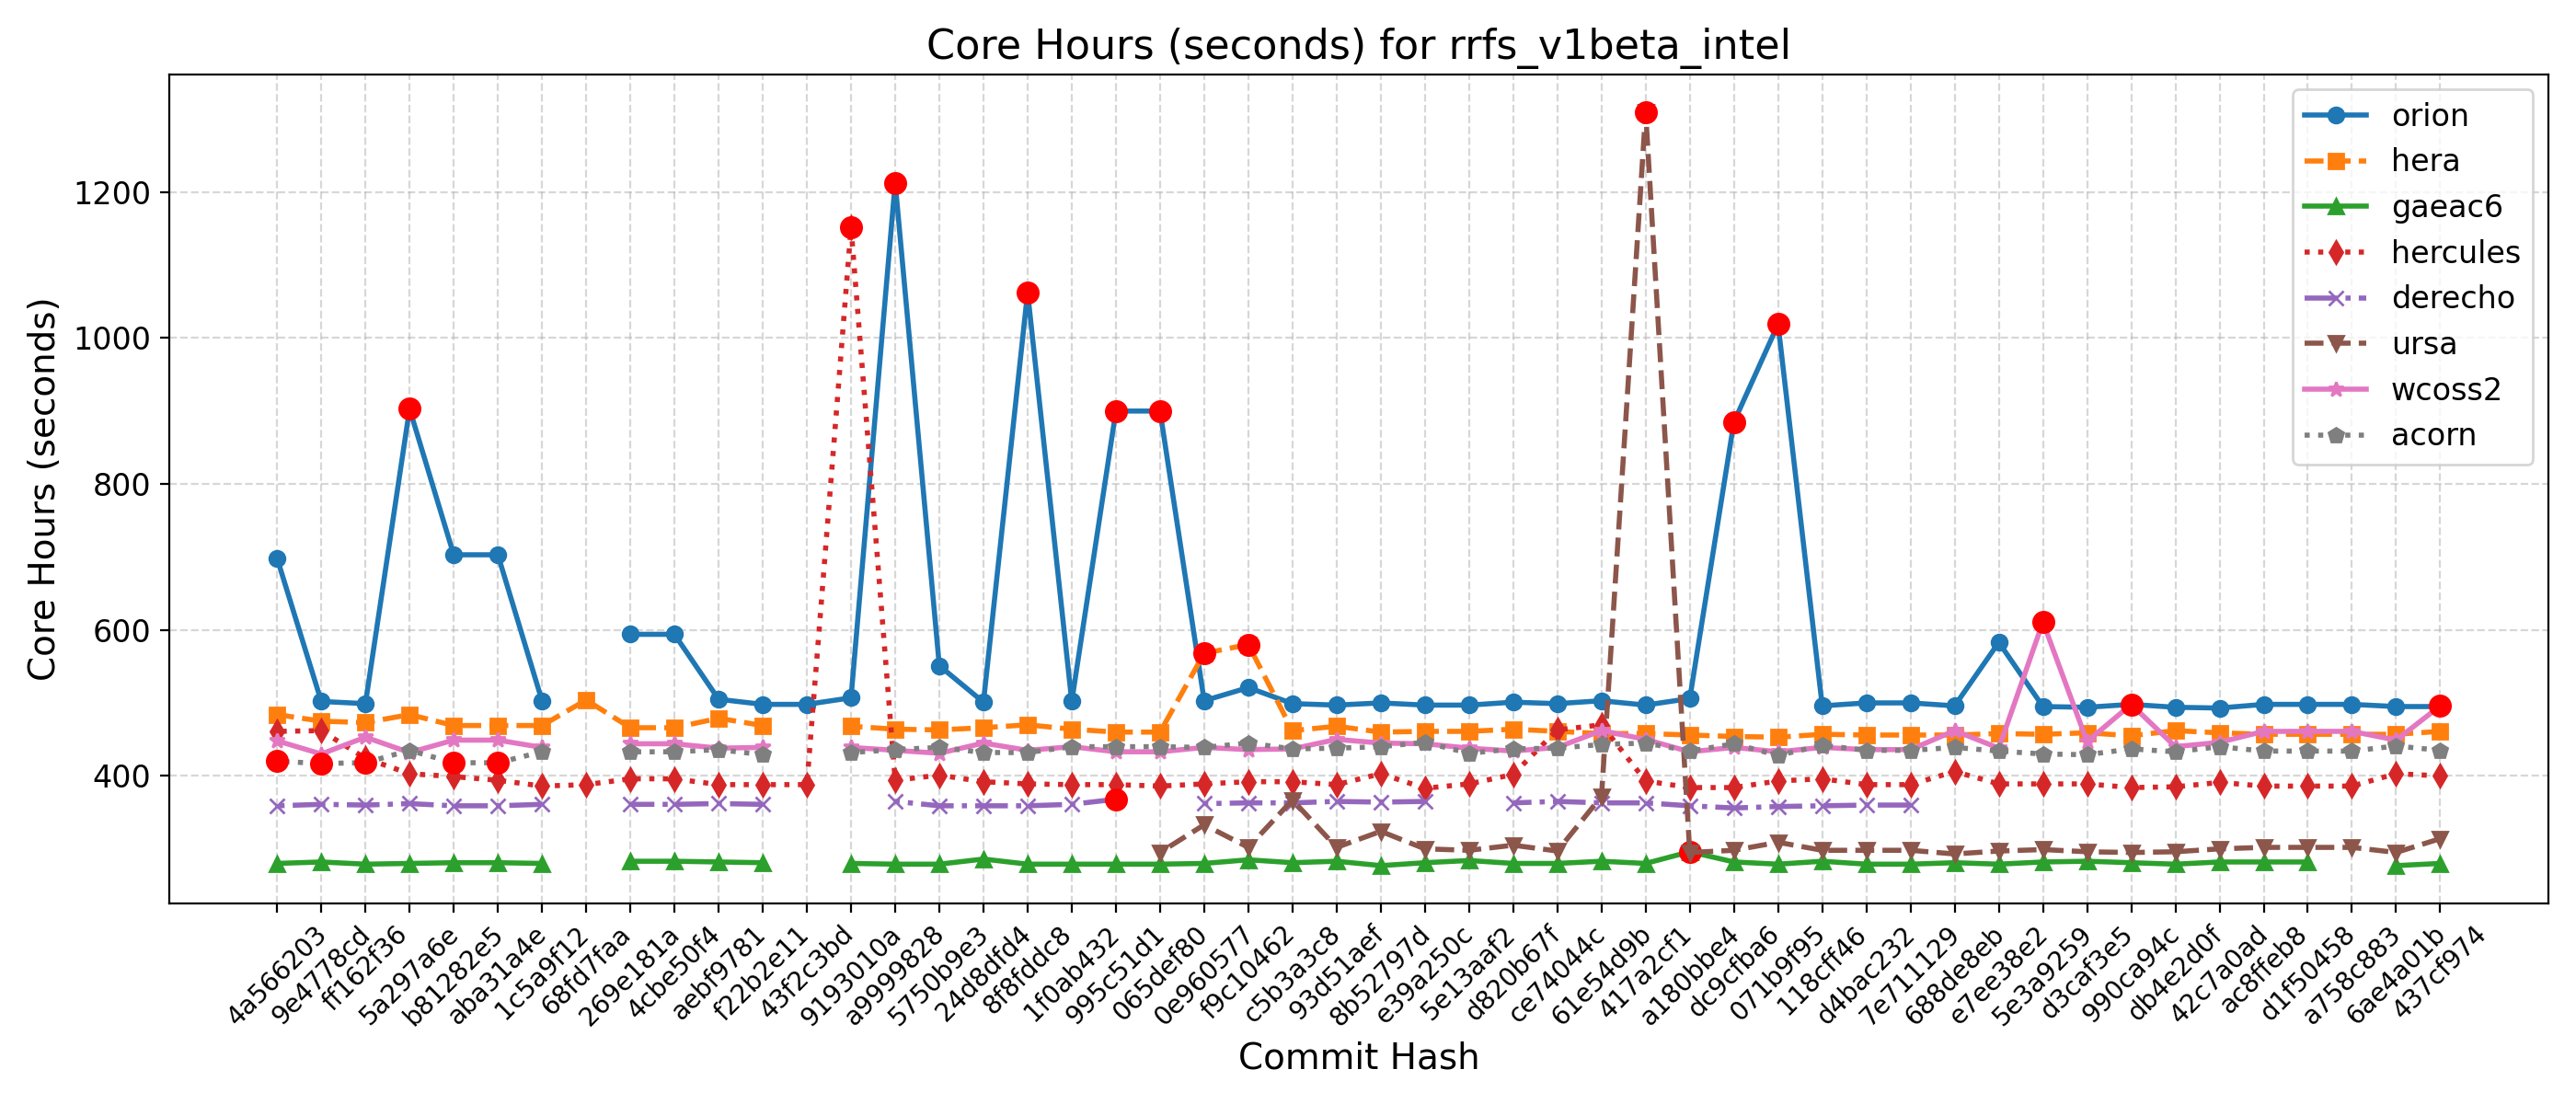 Core Hours (seconds) for rrfs_v1beta_intel
Core Hours (seconds)
1200
1000
800
600
400
orion
hera
gaeac6
hercules
derecho
ursa
wcoss2
acorn
4a566203
9e4778cd
ff162f36
5a297a6e
b81282e5
aba31a4e
1c5a9f12
68fd7faa
269e181a
4cbe50f4
aebf9781
f22b2e11
43f2c3bd
9193010a
a9999828
5750b9e3
24d8dfd4
8f8fddc8
1f0ab432
995c51d1
065def80
0e960577
f9c10462
c5b3a3c8
93d51aef
8b52797d
e39a250c
5e13aaf2
d820b67f
ce74044c
61e54d9b
417a2cf1
a180bbe4
dc9cfba6
071b9f95
118cff46
d4bac232
7e711129
688de8eb
e7ee38e2
5e3a9259
d3caf3e5
990ca94c
db4e2d0f
42c7a0ad
ac8ffeb8
d1f50458
a758c883
6ae4a01b
437cf974
Commit Hash